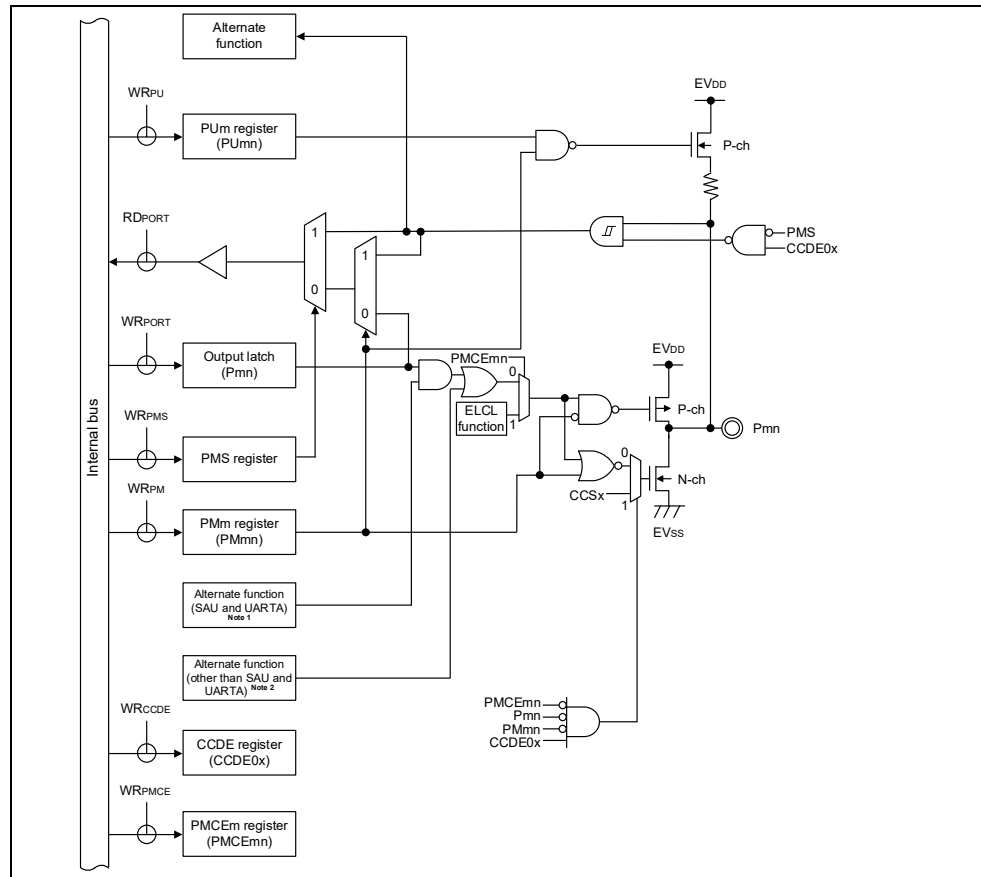 Alternate
function
EVDD
WRPU
PUm register
(PUmn)
P-ch
RDPORT
1
0
1
0
PMS
CCDE0x
WRPORT
Output latch
(Pmn)
PMCEmn
0
1
ELCL
function
EVDD
P-ch
Pmn
Internal bus
WRPMS
PMS register
0
1
CCSx
N-ch
EVSS
WRPM
PMm register
(PMmn)
Alternate function
(SAU and UARTA)
Note 1
Alternate function
(other than SAU and
UARTA) Note 2
PMCEmn
Pmn
PMmn
CCDE0x
WRCCDE
CCDE register
(CCDE0x)
WRPMCE
PMCEm register
(PMCEmn)